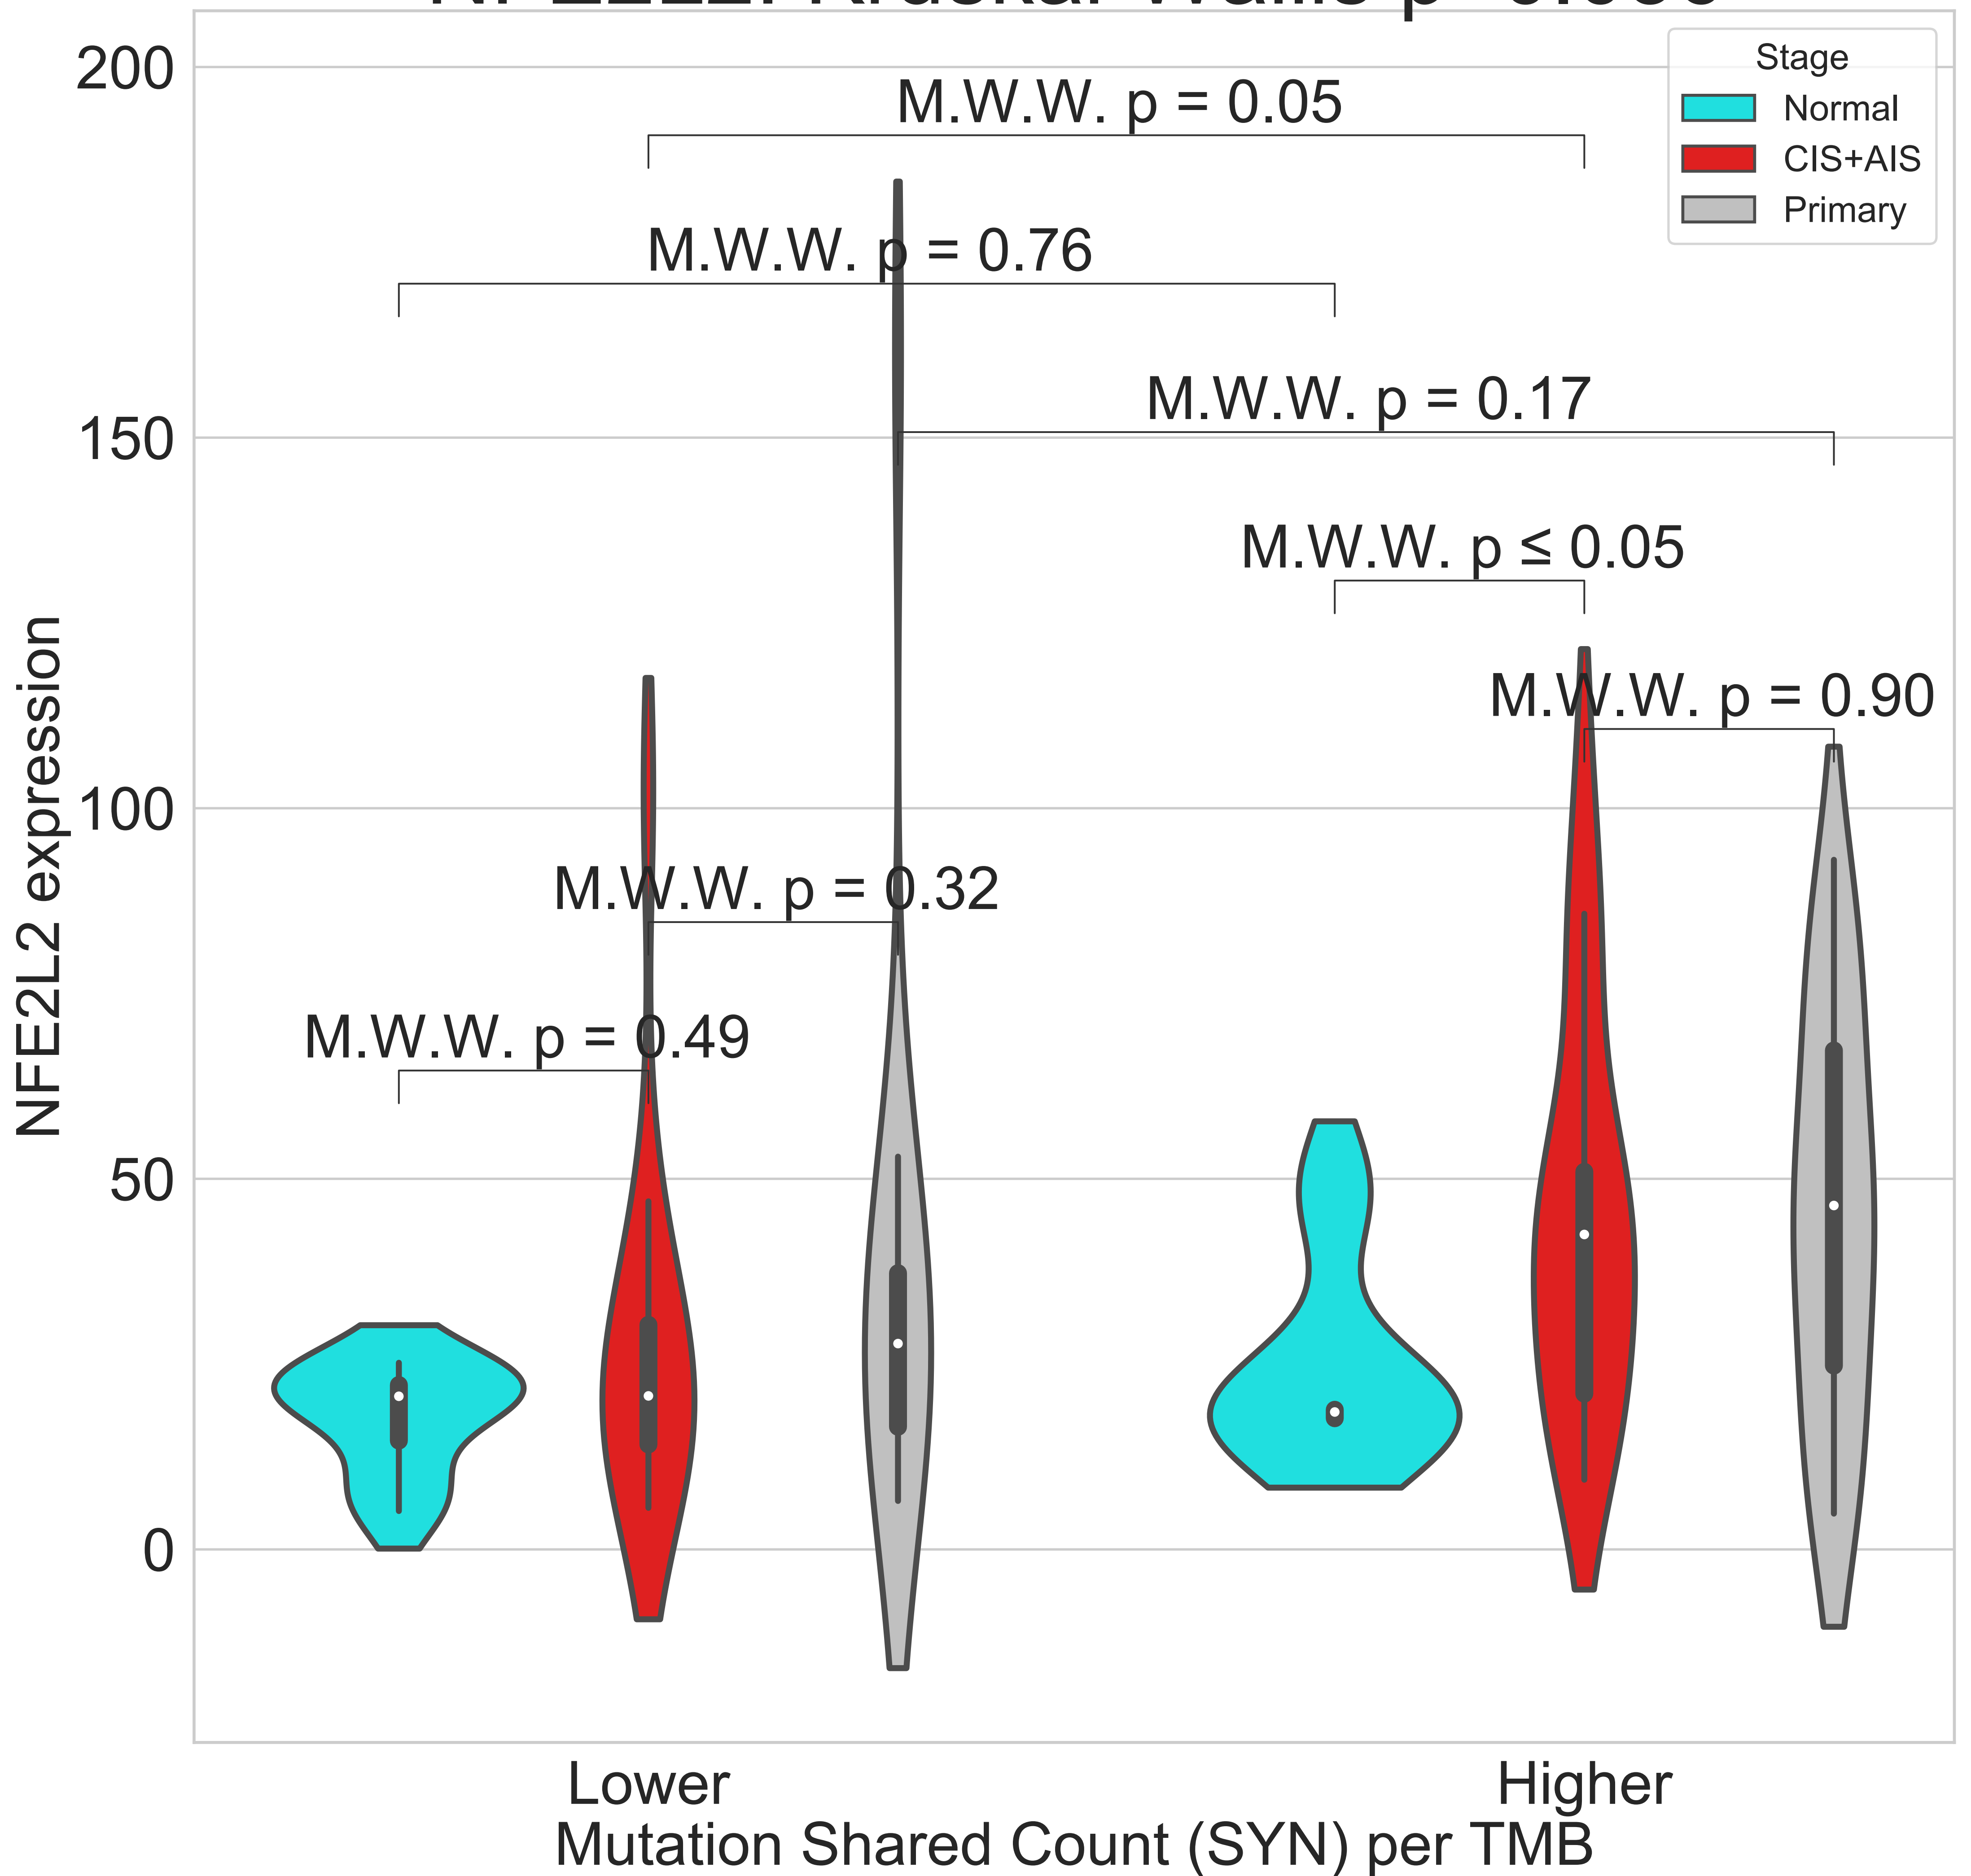 200
150
100
50
0
NFE2L2 expression
M.W.W. p = 0.05
M.W.W. p = 0.76
M.W.W. p = 0.17
M.W.W. p ≤ 0.05
M.W.W. p = 0.90
M.W.W. p = 0.32
M.W.W. p = 0.49
Stage
Normal
CIS+AIS
Primary
Lower
Higher
Mutation Shared Count (SYN) per TMB